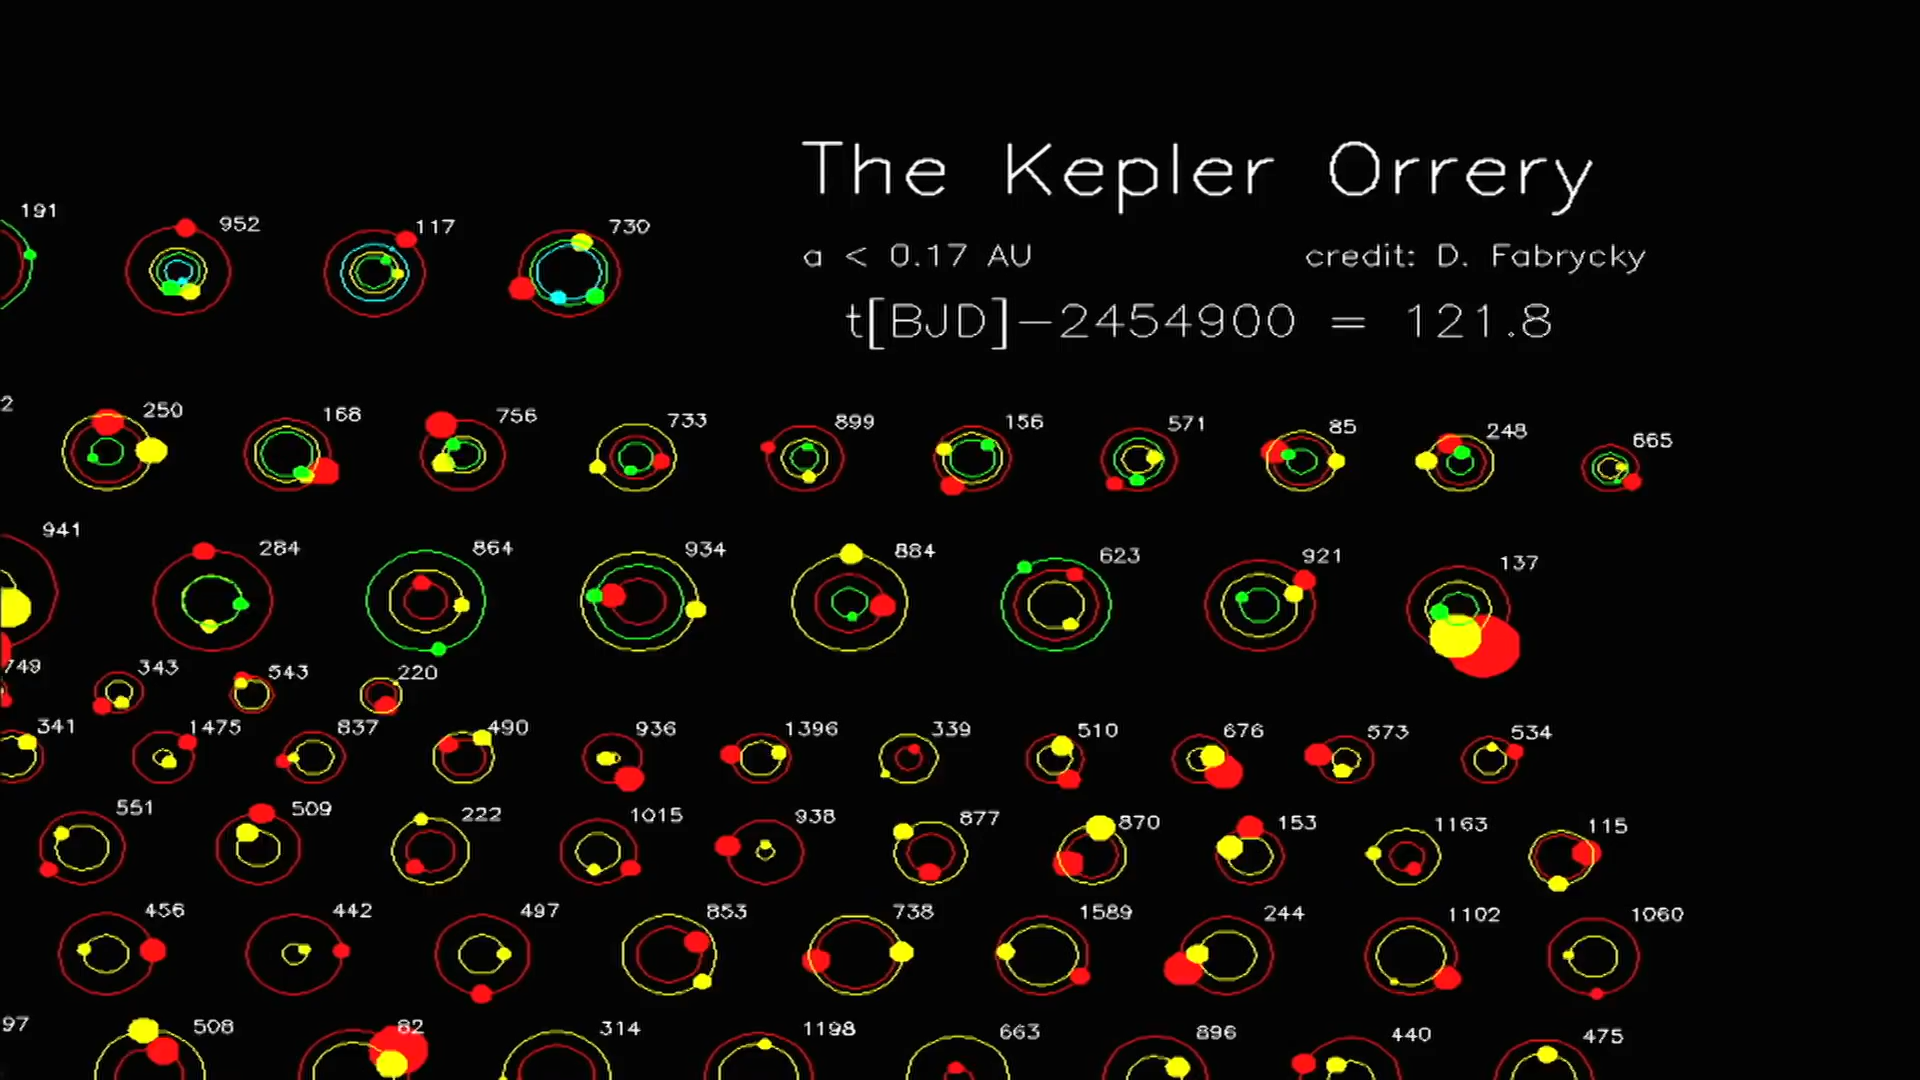 The Kepler Orrery
191 952 117 730
a < 0.17 AU credit: D. Fabrycky
t[BJD]-2454900 = 121.8
2 250 168 756 733 899 156 571 85 248 665
941 284 864 934 884 623 921 137
749 343 543 220
341 1475 837 490 936 1396 339 510 676 573 534
551 509 222 1015 938 877 870 153 1163 115
456 442 497 853 738 1589 244 1102 1060
97 508 82 314 1198 663 896 440 475